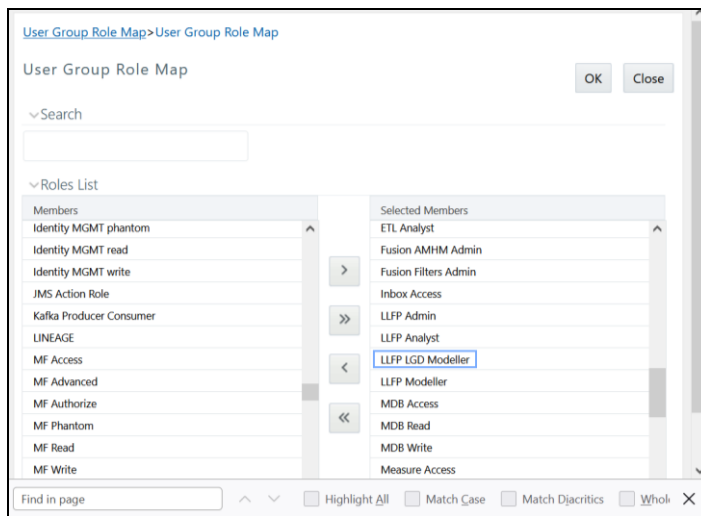 User Group Role Map>User Group Role Map
User Group Role Map
OK
Close
Search
Roles List
Members
Identity MGMT phantom
Identity MGMT read
Identity MGMT write
JMS Action Role
Kafka Producer Consumer
LINEAGE
MF Access
MF Advanced
MF Authorize
MF Phantom
MF Read
MF Write
Selected Members
ETL Analyst
Fusion AMHM Admin
Fusion Filters Admin
Inbox Access
LLFP Admin
LLFP Analyst
LLFP LGD Modeller
LLFP Modeller
MDB Access
MDB Read
MDB Write
Measure Access
Find in page
Highlight All
Match Case
Match Diacritics
Whol